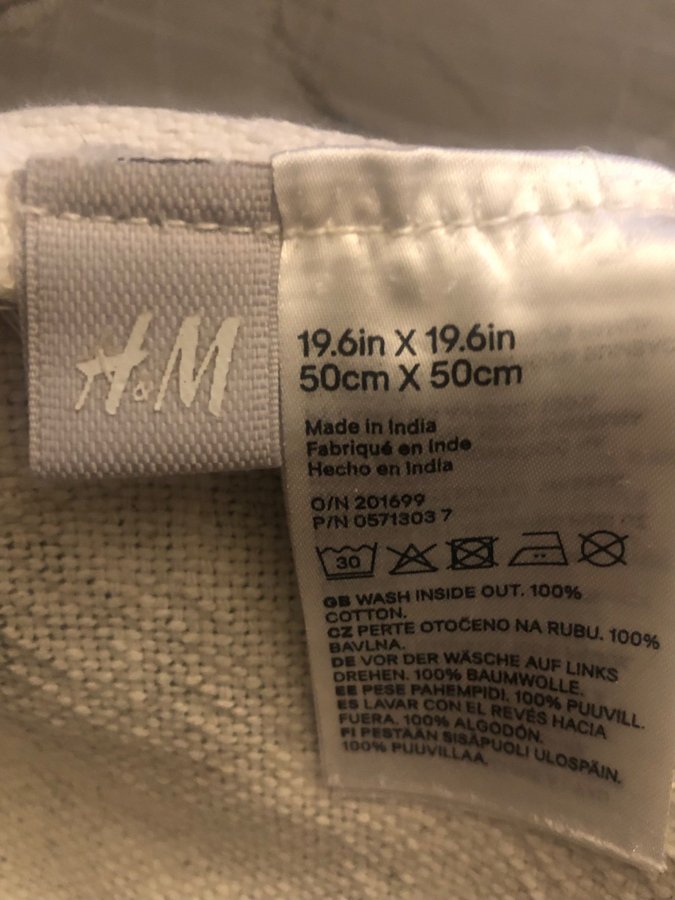 H&M
19.6in X 19.6in
50cm X 50cm
Made in India
Fabriqué en Inde
Hecho en India
O/N 201699
P/N 0571303 7
30
GB WASH INSIDE OUT. 100%
COTTON.
CZ PERTE OTOČENO NA RUBU. 100%
BAVLNA.
DE VOR DER WÄSCHE AUF LINKS
DREHEN. 100% BAUMWOLLE.
EE PESE PAHEMPIDI. 100% PUUVILL.
ES LAVAR CON EL REVÉS HACIA
FUERA. 100% ALGODÓN.
FI PESTÄÄN SISÄPUOLI ULOSPÄIN.
100% PUUVILLAA.